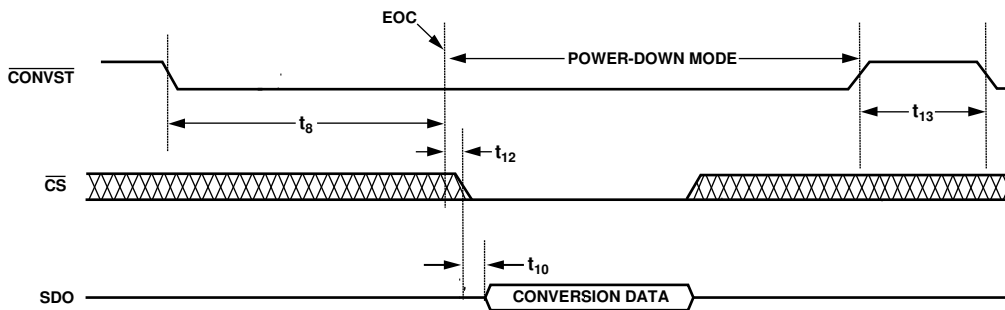 EOC
POWER-DOWN MODE
CONVST
t8
t13
t12
CS
t10
SDO
CONVERSION DATA